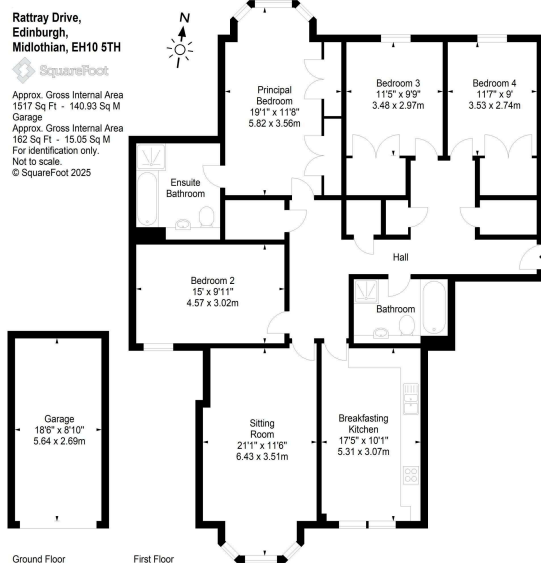 Rattray Drive,
Edinburgh,
Midlothian, EH10 5TH
SquareFoot
Approx. Gross Internal Area
1517 Sq Ft - 140.93 Sq M
Garage
Approx. Gross Internal Area
162 Sq Ft - 15.05 Sq M
For identification only.
Not to scale.
© SquareFoot 2025
N
Principal
Bedroom
19'1" x 11'8"
5.82 x 3.56m
Bedroom 3
11'5" x 9'9"
3.48 x 2.97m
Bedroom 4
11'7" x 9'
3.53 x 2.74m
Ensuite
Bathroom
Hall
Bedroom 2
15' x 9'11"
4.57 x 3.02m
Bathroom
Garage
18'6" x 8'10"
5.64 x 2.69m
Sitting
Room
21'1" x 11'6"
6.43 x 3.51m
Breakfasting
Kitchen
17'5" x 10'1"
5.31 x 3.07m
Ground Floor
First Floor